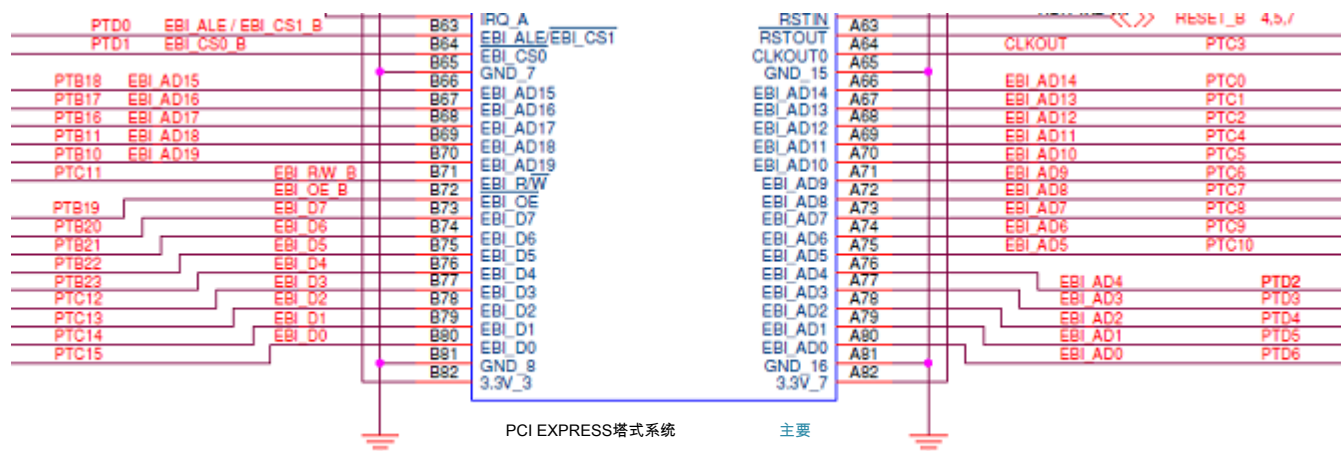 IRQ_A RSTIN RESET_B 4,5,7
PTD0 EBI_ALE / EBI_CS1_B B63 EBI_ALE/EBI_CS1 RSTOUT A63
PTD1 EBI_CS0_B B64 EBI_CS0 CLKOUT0 A64 CLKOUT PTC3
B65 GND_7 GND_15 A65
PTB18 EBI_AD15 B66 EBI_AD15 EBI_AD14 A66 EBI_AD14 PTC0
PTB17 EBI_AD16 B67 EBI_AD16 EBI_AD13 A67 EBI_AD13 PTC1
PTB16 EBI_AD17 B68 EBI_AD17 EBI_AD12 A68 EBI_AD12 PTC2
PTB11 EBI_AD18 B69 EBI_AD18 EBI_AD11 A69 EBI_AD11 PTC4
PTB10 EBI_AD19 B70 EBI_AD19 EBI_AD10 A70 EBI_AD10 PTC5
PTC11 EBI_R/W_B B71 EBI_R/W EBI_AD9 A71 EBI_AD9 PTC6
EBI_OE_B B72 EBI_OE EBI_AD8 A72 EBI_AD8 PTC7
PTB19 EBI_D7 B73 EBI_D7 EBI_AD7 A73 EBI_AD7 PTC8
PTB20 EBI_D6 B74 EBI_D6 EBI_AD6 A74 EBI_AD6 PTC9
PTB21 EBI_D5 B75 EBI_D5 EBI_AD5 A75 EBI_AD5 PTC10
PTB22 EBI_D4 B76 EBI_D4 EBI_AD4 A76
PTB23 EBI_D3 B77 EBI_D3 EBI_AD3 A77 EBI_AD4 PTD2
PTC12 EBI_D2 B78 EBI_D2 EBI_AD2 A78 EBI_AD3 PTD3
PTC13 EBI_D1 B79 EBI_D1 EBI_AD1 A79 EBI_AD2 PTD4
PTC14 EBI_D0 B80 EBI_D0 EBI_AD0 A80 EBI_AD1 PTD5
PTC15 B81 GND_8 GND_16 A81 EBI_AD0 PTD6
B82 3.3V_3 3.3V_7 A82
PCI EXPRESS塔式系统 主要